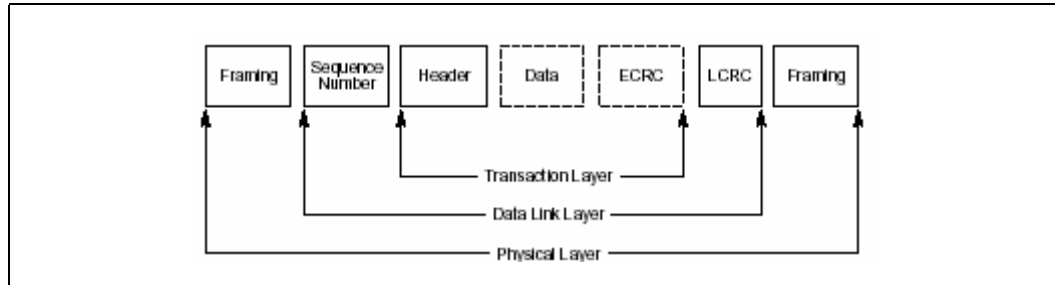 Framing
Sequence
Number
Header
Data
ECRC
LCRC
Framing
Transaction Layer
Data Link Layer
Physical Layer